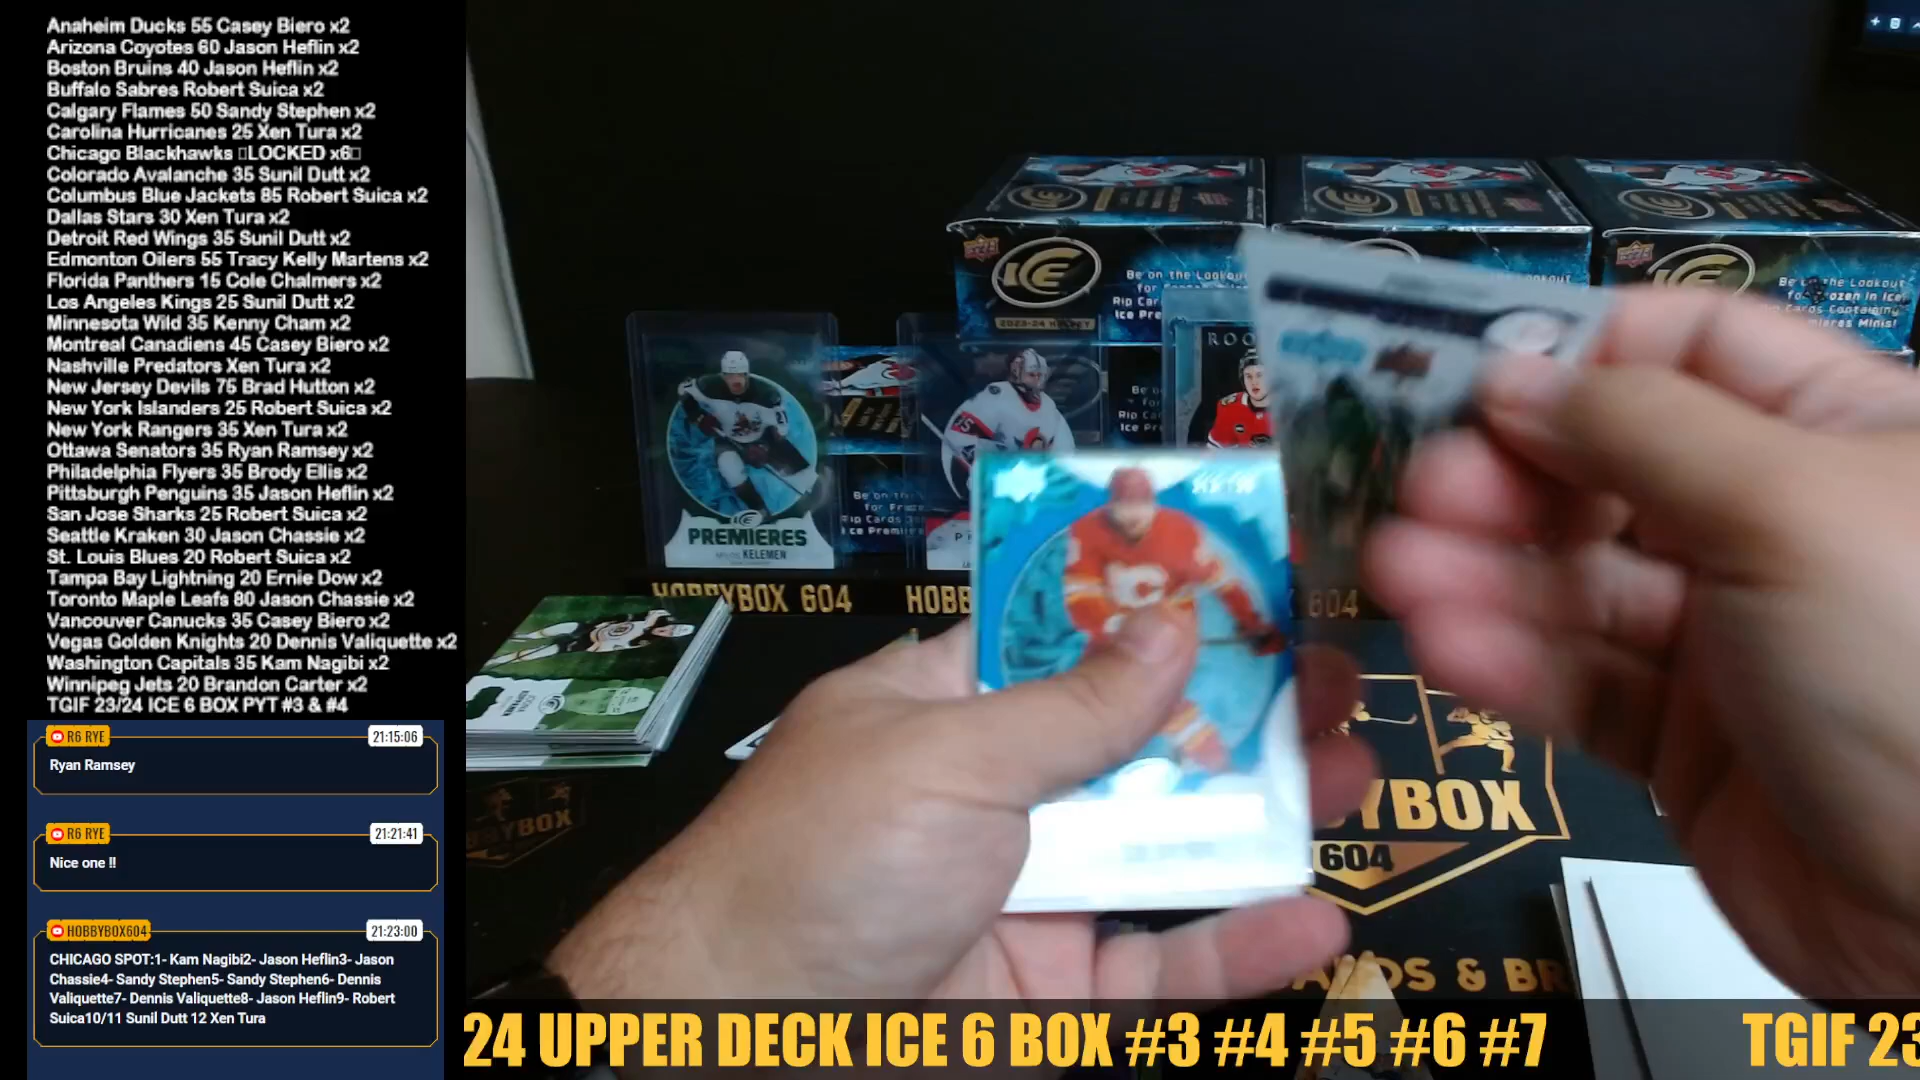 Anaheim Ducks 55 Casey Biero x2
Arizona Coyotes 60 Jason Heflin x2
Boston Bruins 40 Jason Heflin x2
Buffalo Sabres Robert Suica x2
Calgary Flames 50 Sandy Stephen x2
Carolina Hurricanes 25 Xen Tura x2
Chicago Blackhawks LOCKED x6
Colorado Avalanche 35 Sunil Dutt x2
Columbus Blue Jackets 85 Robert Suica x2
Dallas Stars 30 Xen Tura x2
Detroit Red Wings 35 Sunil Dutt x2
Edmonton Oilers 55 Tracy Kelly Martens x2
Florida Panthers 15 Cole Chalmers x2
Los Angeles Kings 25 Sunil Dutt x2
Minnesota Wild 35 Kenny Cham x2
Montreal Canadiens 45 Casey Biero x2
Nashville Predators Xen Tura x2
New Jersey Devils 75 Brad Hutton x2
New York Islanders 25 Robert Suica x2
New York Rangers 35 Xen Tura x2
Ottawa Senators 35 Ryan Ramsey x2
Philadelphia Flyers 35 Brody Ellis x2
Pittsburgh Penguins 35 Jason Heflin x2
San Jose Sharks 25 Robert Suica x2
Seattle Kraken 30 Jason Chassie x2
St. Louis Blues 20 Robert Suica x2
Tampa Bay Lightning 20 Ernie Dow x2
Toronto Maple Leafs 80 Jason Chassie x2
Vancouver Canucks 35 Casey Biero x2
Vegas Golden Knights 20 Dennis Valiquette x2
Washington Capitals 35 Kam Nagibi x2
Winnipeg Jets 20 Brandon Carter x2
TGIF 23/24 ICE 6 BOX PYT #3 & #4
R6 RYE 21:15:06
Ryan Ramsey
R6 RYE 21:21:41
Nice one !!
HOBBYBOX604 21:23:00
CHICAGO SPOT:1- Kam Nagibi2- Jason Heflin3- Jason
Chassie4- Sandy Stephen5- Sandy Stephen6- Dennis
Valiquette7- Dennis Valiquette8- Jason Heflin9- Robert
Suica10/11 Sunil Dutt 12 Xen Tura
ICE
Be on the Lookout
2023-24 HOCKEY
ICE
PREMIERES
KELEMEN
HOBBYBOX 604
604
YBOX
604
24 UPPER DECK ICE 6 BOX #3 #4 #5 #6 #7
TGIF 23